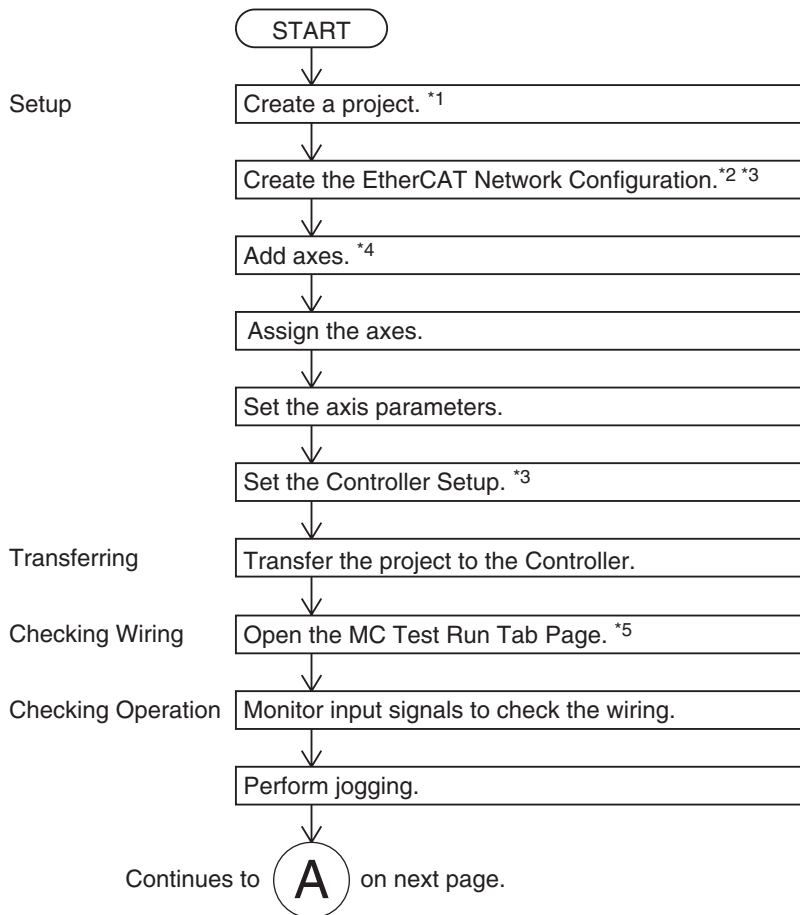 START
Setup Create a project. *1
Create the EtherCAT Network Configuration.*2 *3
Add axes. *4
Assign the axes.
Set the axis parameters.
Set the Controller Setup. *3
Transferring Transfer the project to the Controller.
Checking Wiring Open the MC Test Run Tab Page. *5
Checking Operation Monitor input signals to check the wiring.
Perform jogging.
Continues to A on next page.